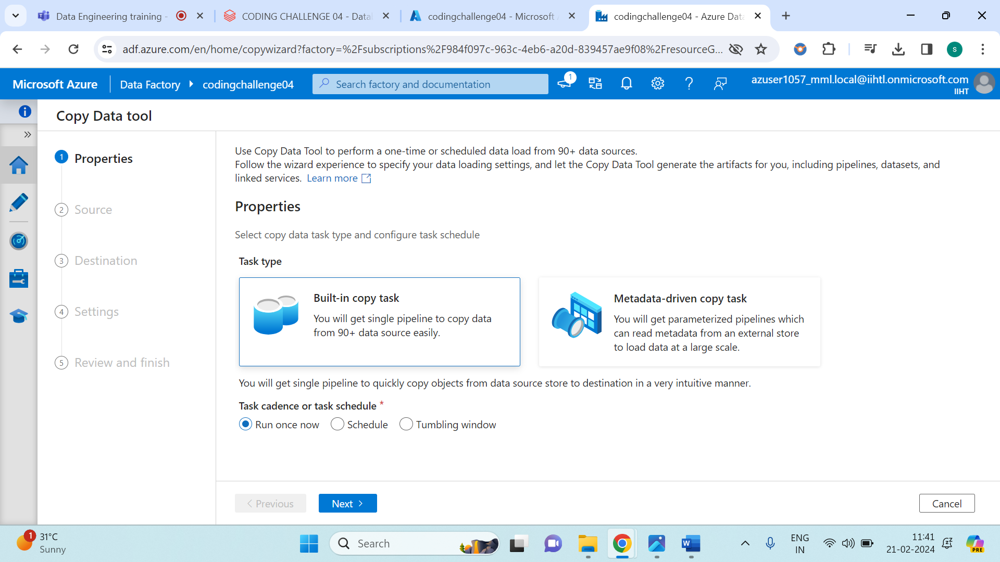 Data Engineering training -
CODING CHALLENGE 04 - Datal
codingchallenge04 - Microsoft A
codingchallenge04 - Azure Data
adf.azure.com/en/home/copywizard?factory=%2Fsubscriptions%2F984f097c-963c-4eb6-a20d-839457ae9f08%2FresourceG...
s
Microsoft Azure
Data Factory
codingchallenge04
Search factory and documentation
1
azuser1057_mml.local@iihtl.onmicrosoft.com
IIHT
Copy Data tool
1 Properties
2 Source
3 Destination
4 Settings
5 Review and finish
Use Copy Data Tool to perform a one-time or scheduled data load from 90+ data sources.
Follow the wizard experience to specify your data loading settings, and let the Copy Data Tool generate the artifacts for you, including pipelines, datasets, and
linked services. Learn more
Properties
Select copy data task type and configure task schedule
Task type
Built-in copy task
You will get single pipeline to copy data
from 90+ data source easily.
Metadata-driven copy task
You will get parameterized pipelines which
can read metadata from an external store
to load data at a large scale.
You will get single pipeline to quickly copy objects from data source store to destination in a very intuitive manner.
Task cadence or task schedule *
Run once now
Schedule
Tumbling window
< Previous
Next >
Cancel
1
31°C
Sunny
Search
W
ENG
IN
11:41
21-02-2024
PRE